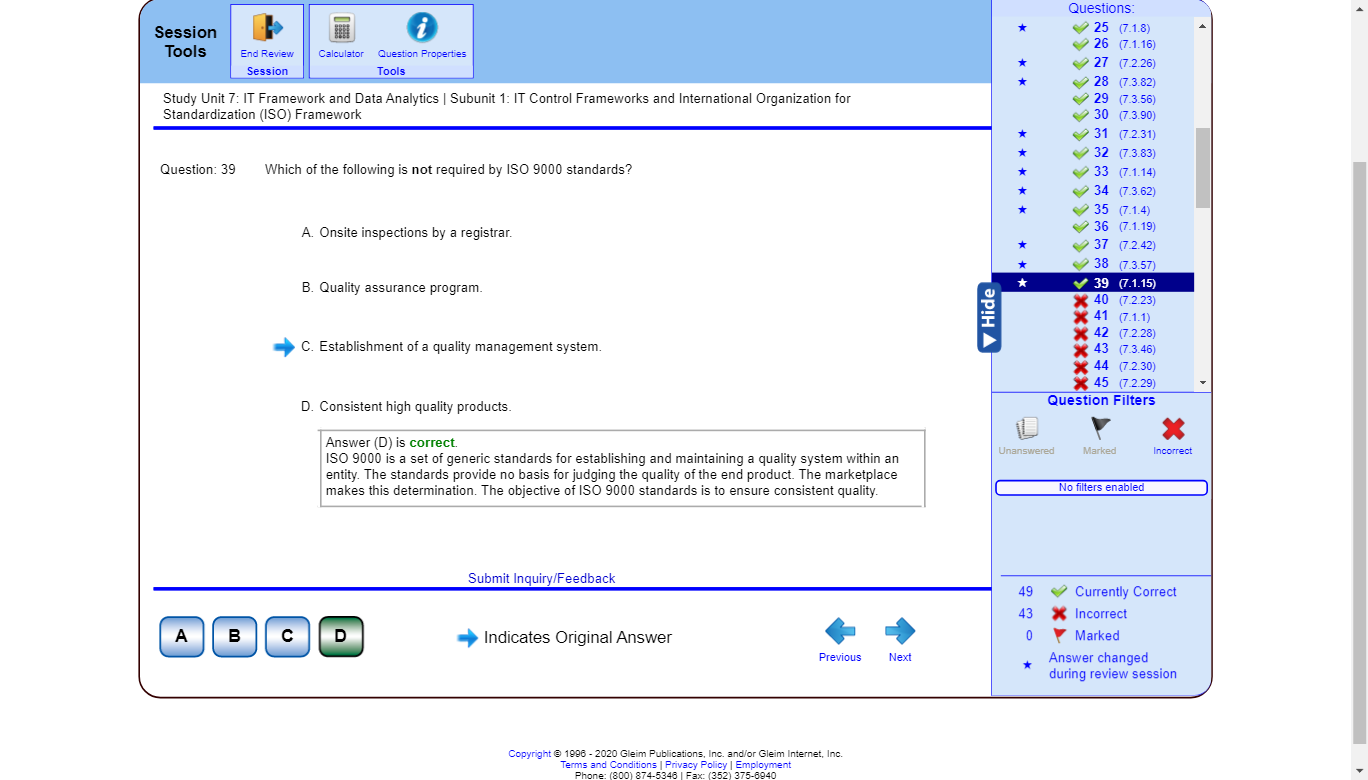 Session Tools
End Review
Session
Calculator
Question Properties
Tools
Study Unit 7: IT Framework and Data Analytics | Subunit 1: IT Control Frameworks and International Organization for
Standardization (ISO) Framework
Question: 39 Which of the following is not required by ISO 9000 standards?
A. Onsite inspections by a registrar.
B. Quality assurance program.
C. Establishment of a quality management system.
D. Consistent high quality products.
Answer (D) is correct.
ISO 9000 is a set of generic standards for establishing and maintaining a quality system within an
entity. The standards provide no basis for judging the quality of the end product. The marketplace
makes this determination. The objective of ISO 9000 standards is to ensure consistent quality.
Submit Inquiry/Feedback
A B C D
Indicates Original Answer
Previous
Next
Questions:
25 (7.1.8)
26 (7.1.16)
27 (7.2.26)
28 (7.3.82)
29 (7.3.56)
30 (7.3.90)
31 (7.2.31)
32 (7.3.83)
33 (7.1.14)
34 (7.3.62)
35 (7.1.4)
36 (7.1.19)
37 (7.2.42)
38 (7.3.57)
39 (7.1.15)
40 (7.2.23)
41 (7.1.1)
42 (7.2.28)
43 (7.3.46)
44 (7.2.30)
45 (7.2.29)
Hide
Question Filters
Unanswered
Marked
Incorrect
No filters enabled
49 Currently Correct
43 Incorrect
0 Marked
Answer changed
during review session
Copyright © 1996 - 2020 Gleim Publications, Inc. and/or Gleim Internet, Inc.
Terms and Conditions | Privacy Policy | Employment
Phone: (800) 874-5346 | Fax: (352) 375-6940